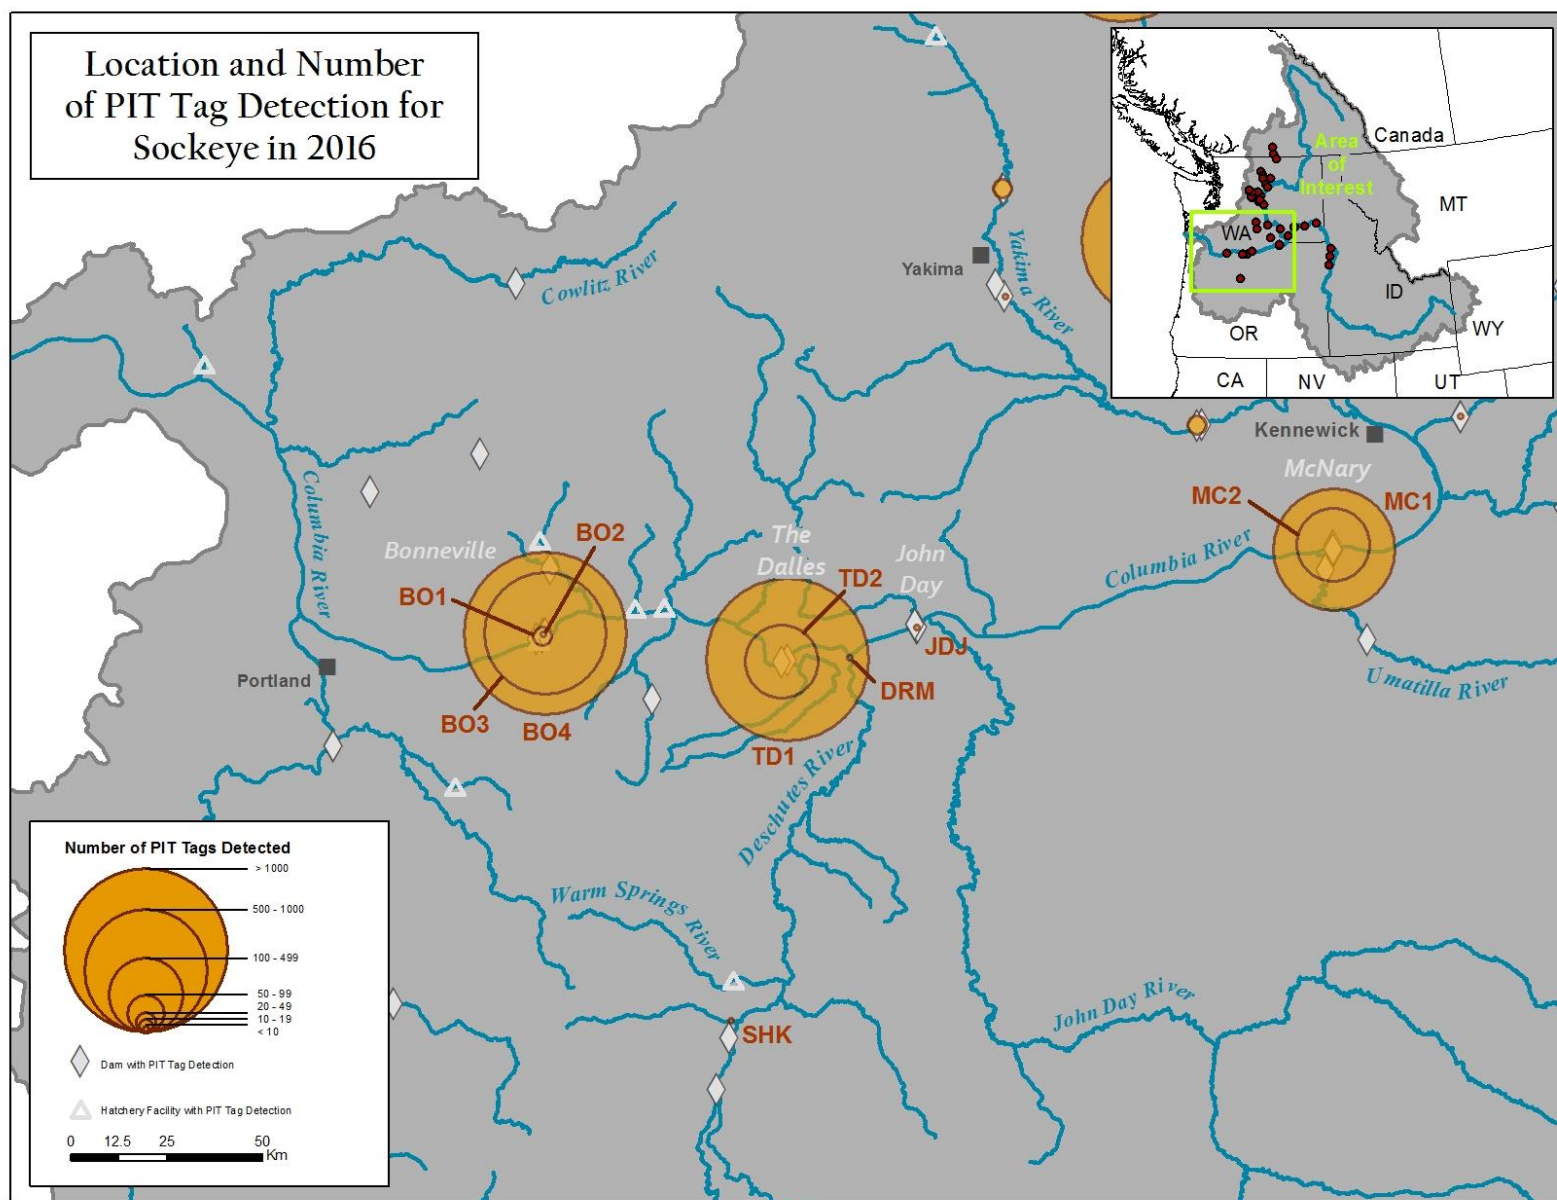 Location and Number
of PIT Tag Detection for
Sockeye in 2016
Canada
Area
of
Interest
MT
WA
ID
OR
WY
CA
NV
UT
Cowlitz River
Yakima
Yakima River
Kennewick
McNary
MC2
MC1
Columbia River
Bonneville
BO2
BO1
The
Dalles
TD2
John
Day
Columbia River
JDJ
Portland
DRM
Umatilla River
BO3
BO4
TD1
Deschutes River
Warm Springs
River
John Day River
SHK
Number of PIT Tags Detected
> 1000
500 - 1000
100 - 499
50 - 99
20 - 49
10 - 19
< 10
Dam with PIT Tag Detection
Hatchery Facility with PIT Tag Detection
0 12.5 25 50
Km